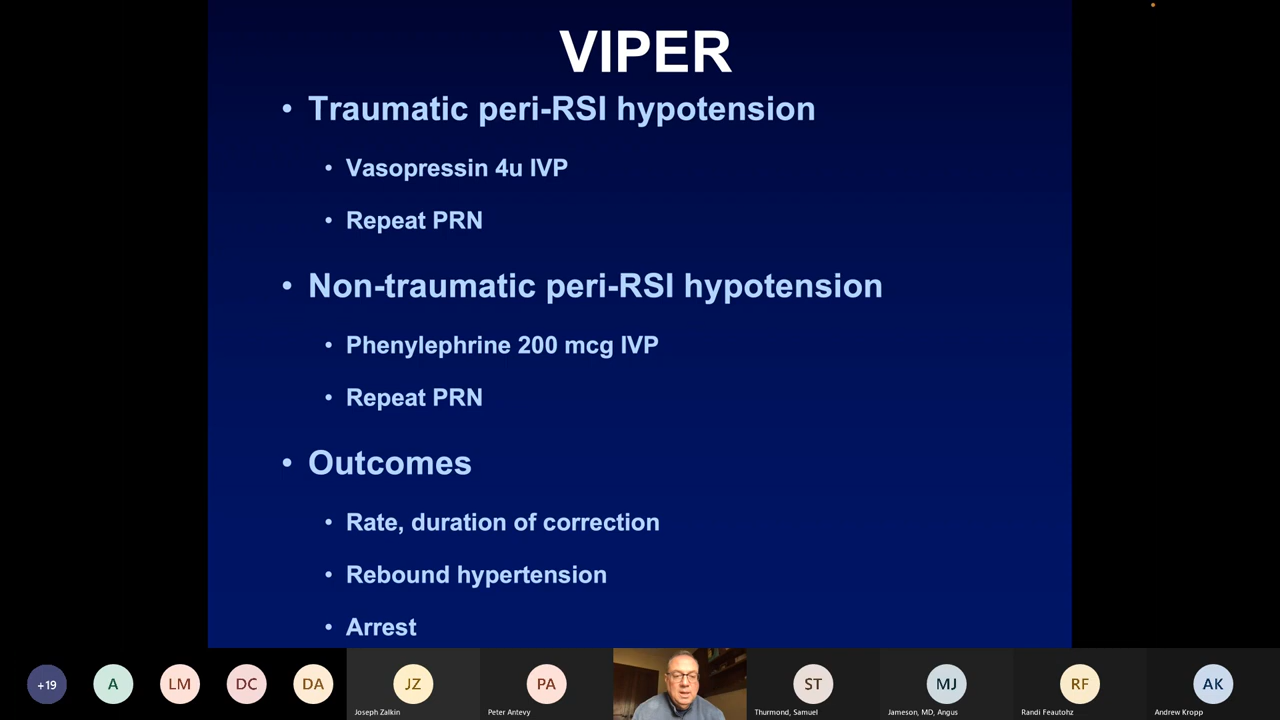 VIPER
• Traumatic peri-RSI hypotension
• Vasopressin 4u IVP
• Repeat PRN
• Non-traumatic peri-RSI hypotension
• Phenylephrine 200 mcg IVP
• Repeat PRN
• Outcomes
• Rate, duration of correction
• Rebound hypertension
• Arrest
+19 A LM DC DA JZ PA ST MJ RF AK
Joseph Zalkin Peter Antevy Thurmond, Samuel Jameson, MD, Angus Randi Feautohz Andrew Kropp